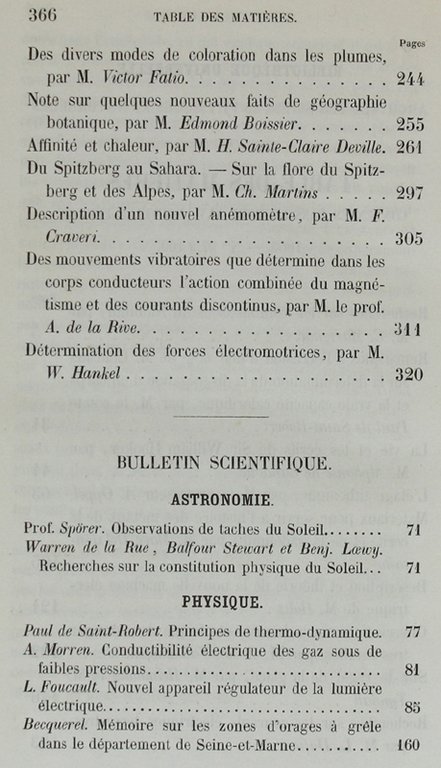 366 TABLE DES MATIÈRES.
Pages
Des divers modes de coloration dans les plumes,
par M. Victor Fatio. . . . . . . . . . . . . . . 244
Note sur quelques nouveaux faits de géographie
botanique, par M. Edmond Boissier. . . . . . . . 255
Affinité et chaleur, par M. H. Sainte-Claire Deville. 261
Du Spitzberg au Sahara. — Sur la flore du Spitz-
berg et des Alpes, par M. Ch. Martins . . . . . 297
Description d'un nouvel anémomètre, par M. F.
Craveri. . . . . . . . . . . . . . . . . . . . . 305
Des mouvements vibratoires que détermine dans les
corps conducteurs l'action combinée du magné-
tisme et des courants discontinus, par M. le prof.
A. de la Rive. . . . . . . . . . . . . . . . . . 311
Détermination des forces électromotrices, par M.
W. Hankel . . . . . . . . . . . . . . . . . . . 320
BULLETIN SCIENTIFIQUE.
ASTRONOMIE.
Prof. Spörer. Observations de taches du Soleil........ 71
Warren de la Rue, Balfour Stewart et Benj. Lœwy.
Recherches sur la constitution physique du Soleil... 71
PHYSIQUE.
Paul de Saint-Robert. Principes de thermo-dynamique. 77
A. Morren. Conductibilité électrique des gaz sous de
faibles pressions................................ 81
L. Foucault. Nouvel appareil régulateur de la lumière
électrique....................................... 85
Becquerel. Mémoire sur les zones d'orages à grêle
dans le département de Seine-et-Marne........... 160